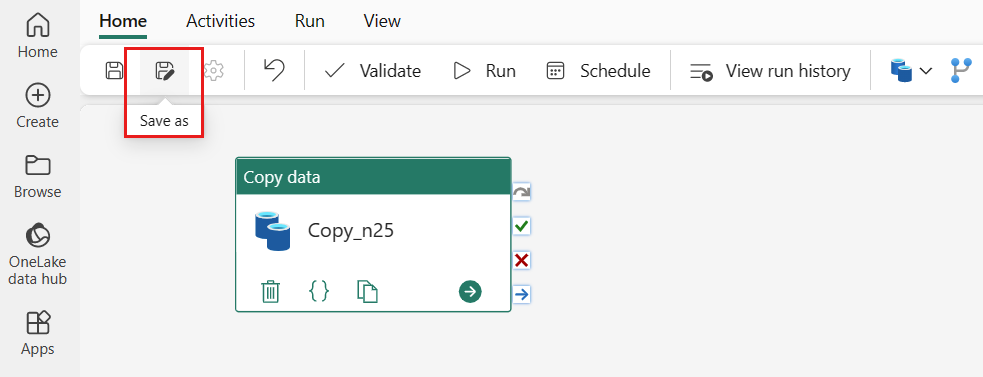 Home
Activities
Run
View
Home
Validate
Run
Schedule
View run history
Save as
Create
Copy data
Browse
Copy_n25
OneLake
data hub
Apps